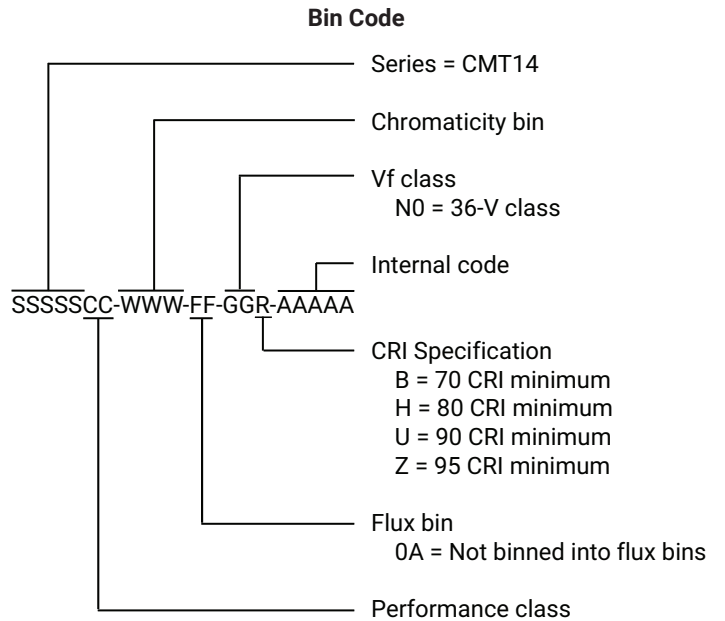 Bin Code
Series = CMT14
Chromaticity bin
Vf class
N0 = 36-V class
Internal code
SSSSSCC-WWW-FF-GGR-AAAAA
CRI Specification
B = 70 CRI minimum
H = 80 CRI minimum
U = 90 CRI minimum
Z = 95 CRI minimum
Flux bin
0A = Not binned into flux bins
Performance class